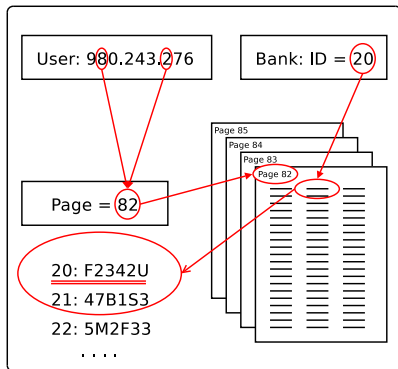 User: 980.243.276
Bank: ID = 20
Page 85
Page 84
Page 83
Page 82
Page = 82
20: F2342U
21: 47B1S3
22: 5M2F33
. . . .